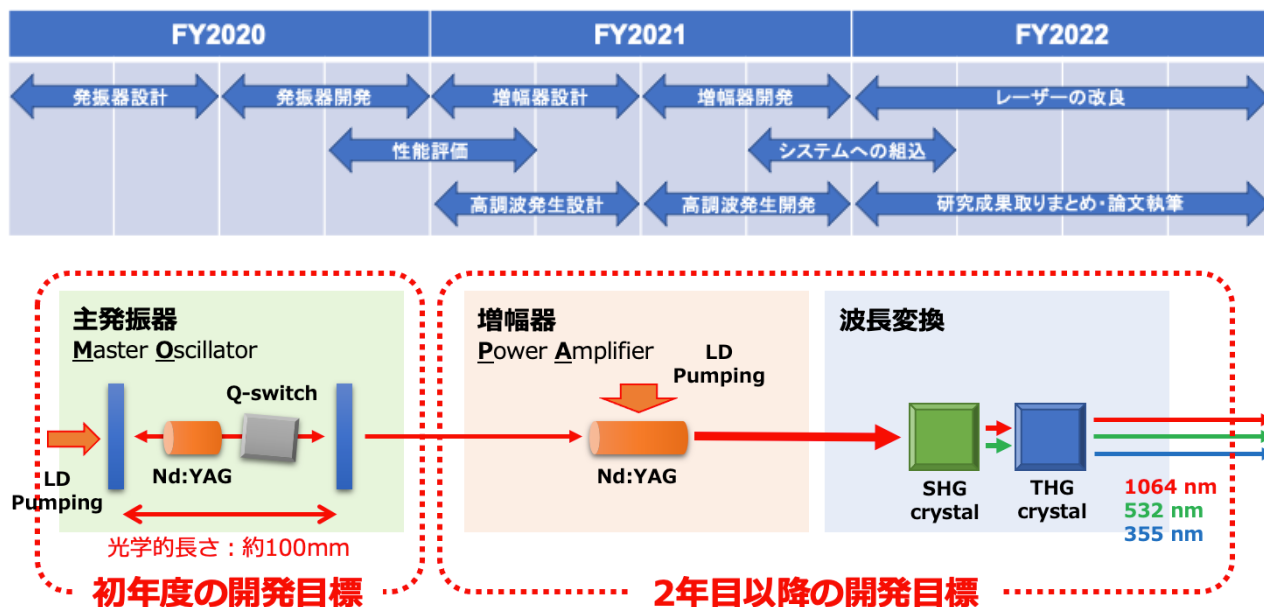 FY2020
FY2021
FY2022
発振器設計
発振器開発
増幅器設計
増幅器開発
レーザーの改良
性能評価
システムへの組込
高調波発生設計
高調波発生開発
研究成果取りまとめ・論文執筆
主発振器
Master Oscillator
Q-switch
Nd:YAG
LD
Pumping
光学的長さ：約100mm
初年度の開発目標
増幅器
Power Amplifier
LD
Pumping
Nd:YAG
波長変換
SHG
crystal
THG
crystal
1064 nm
532 nm
355 nm
2年目以降の開発目標